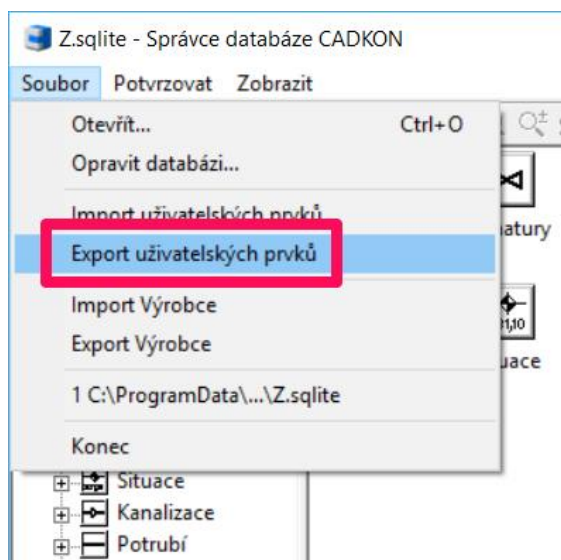 Z.sqlite - Správce databáze CADKON
Soubor Potvrzovat Zobrazit
Otevřít... Ctrl+O
Opravit databázi...
Import uživatelských prvků
Export uživatelských prvků
Import Výrobce
Export Výrobce
1 C:\ProgramData\...\Z.sqlite
Konec
Situace
Kanalizace
Potrubí